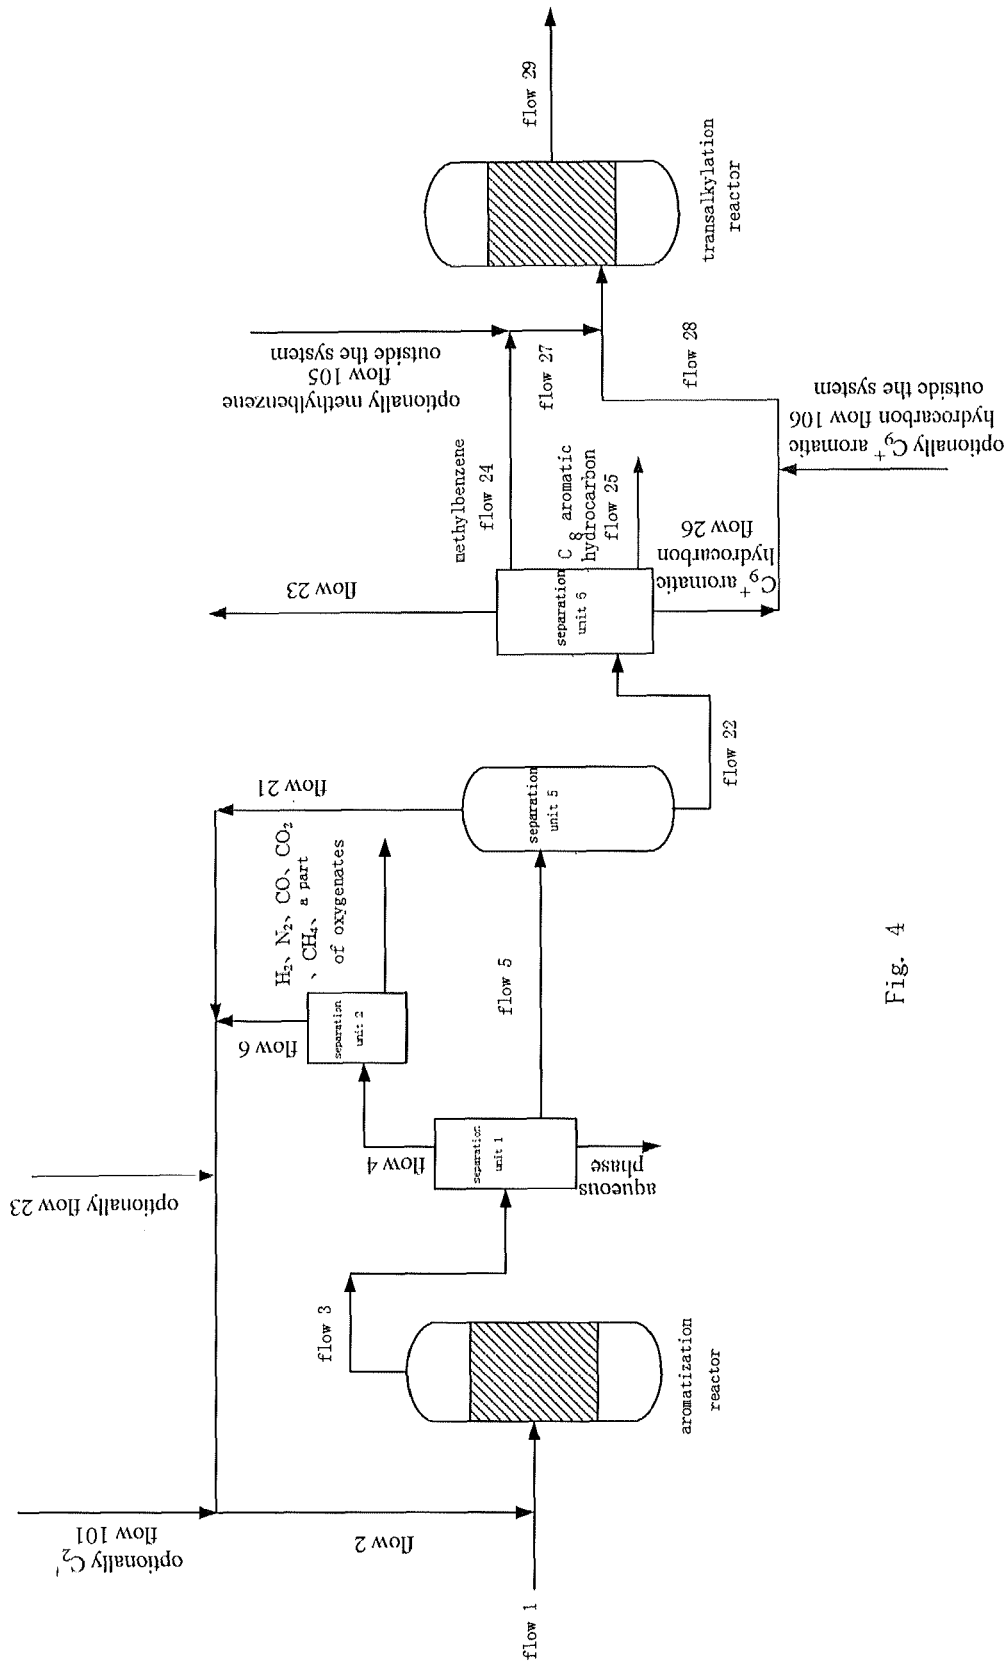 flow 1
optionally C2+
flow 101
flow 2
aromatization
reactor
flow 3
optionally flow 23
separation
unit 1
aqueous
phase
flow 4
separation
unit 2
flow 6
H₂、N₂、CO、CO₂
、CH₄、 a part
of oxygenates
flow 5
separation
unit 5
flow 21
flow 22
separation
unit 6
flow 23
methylbenzene
flow 24
C8 aromatic
hydrocarbon
flow 25
C9+ aromatic
hydrocarbon
flow 26
optionally methylbenzene
flow 105
outside the system
flow 27
flow 28
optionally C9+ aromatic
hydrocarbon flow 106
outside the system
transalkylation
reactor
flow 29
Fig. 4